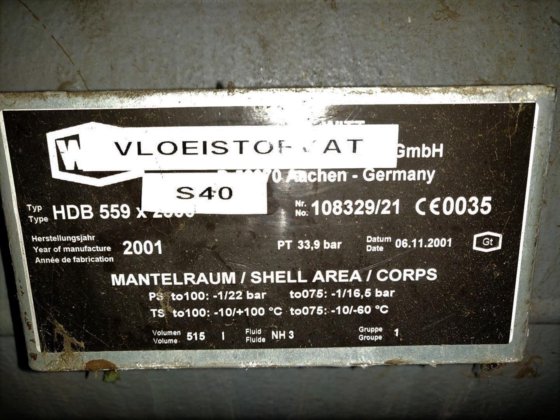 W VLOEISTOF VAT GmbH
Aachen - Germany
S40
Typ
Type HDB 559 x
Nr.
No. 108329/21 CE0035
Herstellungsjahr
Year of manufacture 2001
Année de fabrication
PT 33,9 bar Datum
Date 06.11.2001 Gt
MANTELRAUM / SHELL AREA / CORPS
PS to100: -1/22 bar to075: -1/16,5 bar
TS to100: -10/+100 °C to075: -10/-60 °C
Volumen
Volume 515 l Fluid
Fluide NH 3 Gruppe
Groupe 1